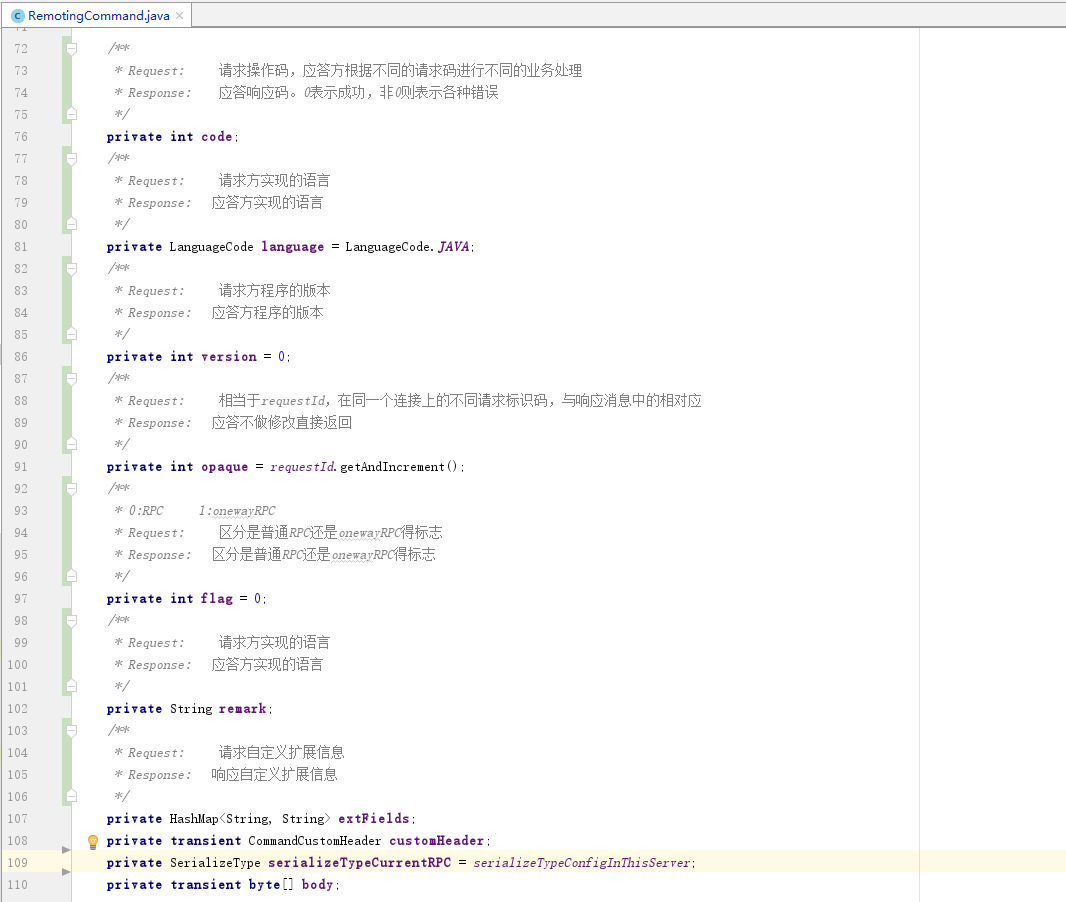 RemotingCommand.java
71
72 /**
73 * Request: 请求操作码，应答方根据不同的请求码进行不同的业务处理
74 * Response: 应答响应码。0表示成功，非0则表示各种错误
75 */
76 private int code;
77 /**
78 * Request: 请求方实现的语言
79 * Response: 应答方实现的语言
80 */
81 private LanguageCode language = LanguageCode.JAVA;
82 /**
83 * Request: 请求方程序的版本
84 * Response: 应答方程序的版本
85 */
86 private int version = 0;
87 /**
88 * Request: 相当于requestId，在同一个连接上的不同请求标识码，与响应消息中的相对应
89 * Response: 应答不做修改直接返回
90 */
91 private int opaque = requestId.getAndIncrement();
92 /**
93 * 0:RPC 1:onewayRPC
94 * Request: 区分是普通RPC还是onewayRPC得标志
95 * Response: 区分是普通RPC还是onewayRPC得标志
96 */
97 private int flag = 0;
98 /**
99 * Request: 请求方实现的语言
100 * Response: 应答方实现的语言
101 */
102 private String remark;
103 /**
104 * Request: 请求自定义扩展信息
105 * Response: 响应自定义扩展信息
106 */
107 private HashMap<String, String> extFields;
108 private transient CommandCustomHeader customHeader;
109 private SerializeType serializeTypeCurrentRPC = serializeTypeConfigInThisServer;
110 private transient byte[] body;